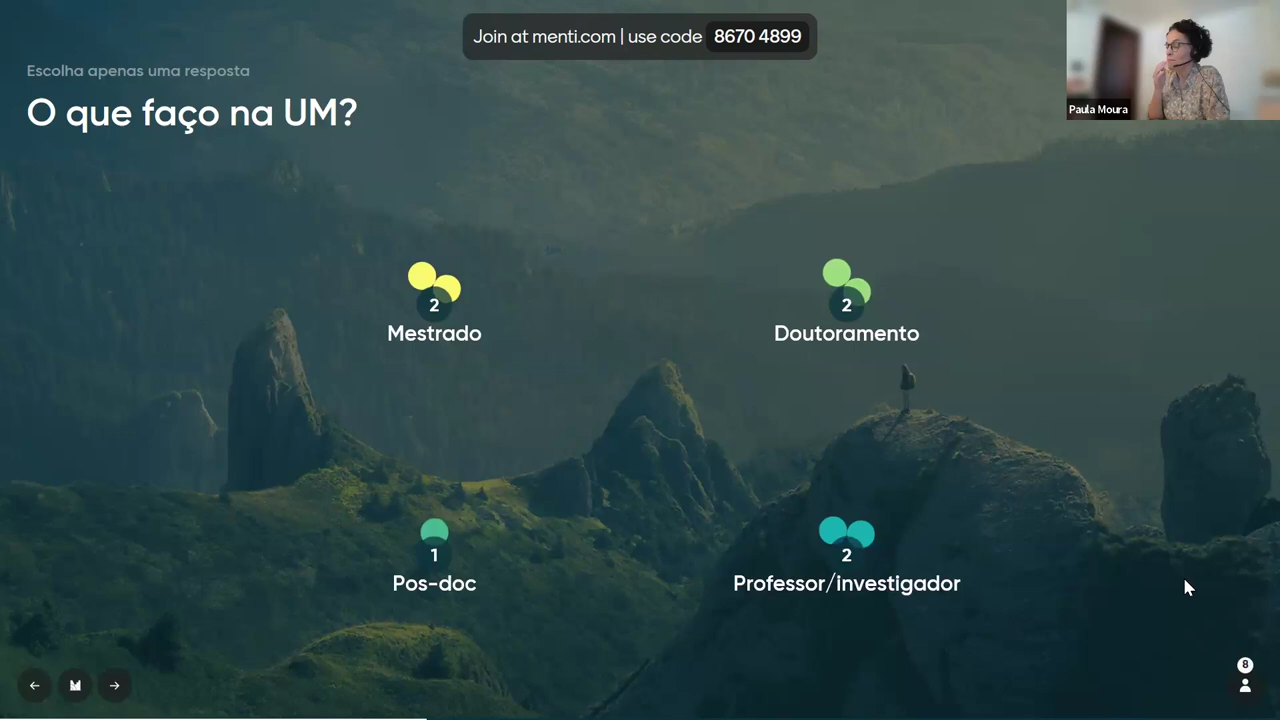 Join at menti.com | use code 8670 4899
Escolha apenas uma resposta
O que faço na UM?
Paula Moura
2
Mestrado
2
Doutoramento
1
Pos-doc
2
Professor/investigador
8